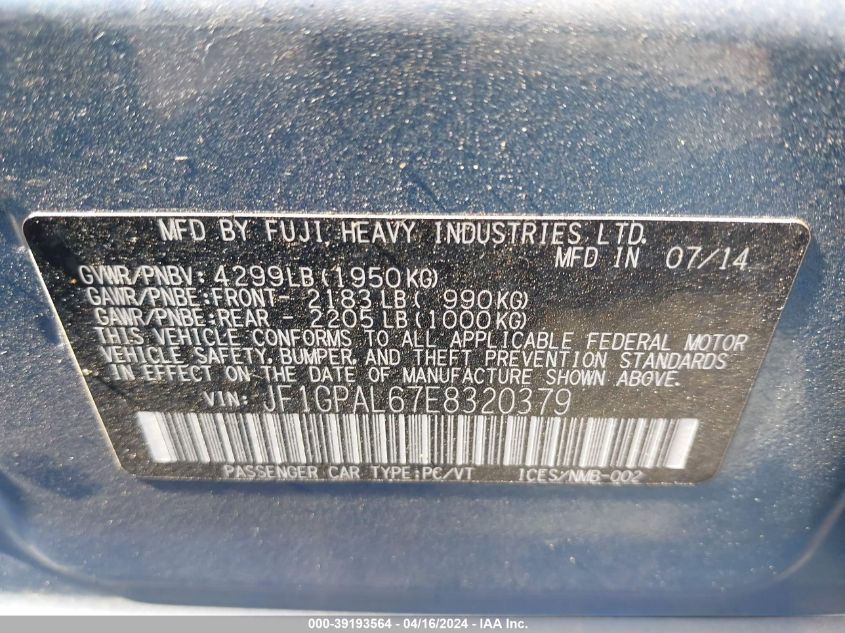 MFD BY FUJI HEAVY INDUSTRIES LTD.
MFD IN 07/14
GVWR/PNBV: 4299LB(1950KG)
GAWR/PNBE:FRONT- 2183LB( 990KG)
GAWR/PNBE:REAR - 2205LB(1000KG)
THIS VEHICLE CONFORMS TO ALL APPLICABLE FEDERAL MOTOR
VEHICLE SAFETY, BUMPER, AND THEFT PREVENTION STANDARDS
IN EFFECT ON THE DATE OF MANUFACTURE SHOWN ABOVE.
VIN: JF1GPAL67E8320379
PASSENGER CAR TYPE:PC/VT ICES/NMB-002
000-39193564 - 04/16/2024 - IAA Inc.